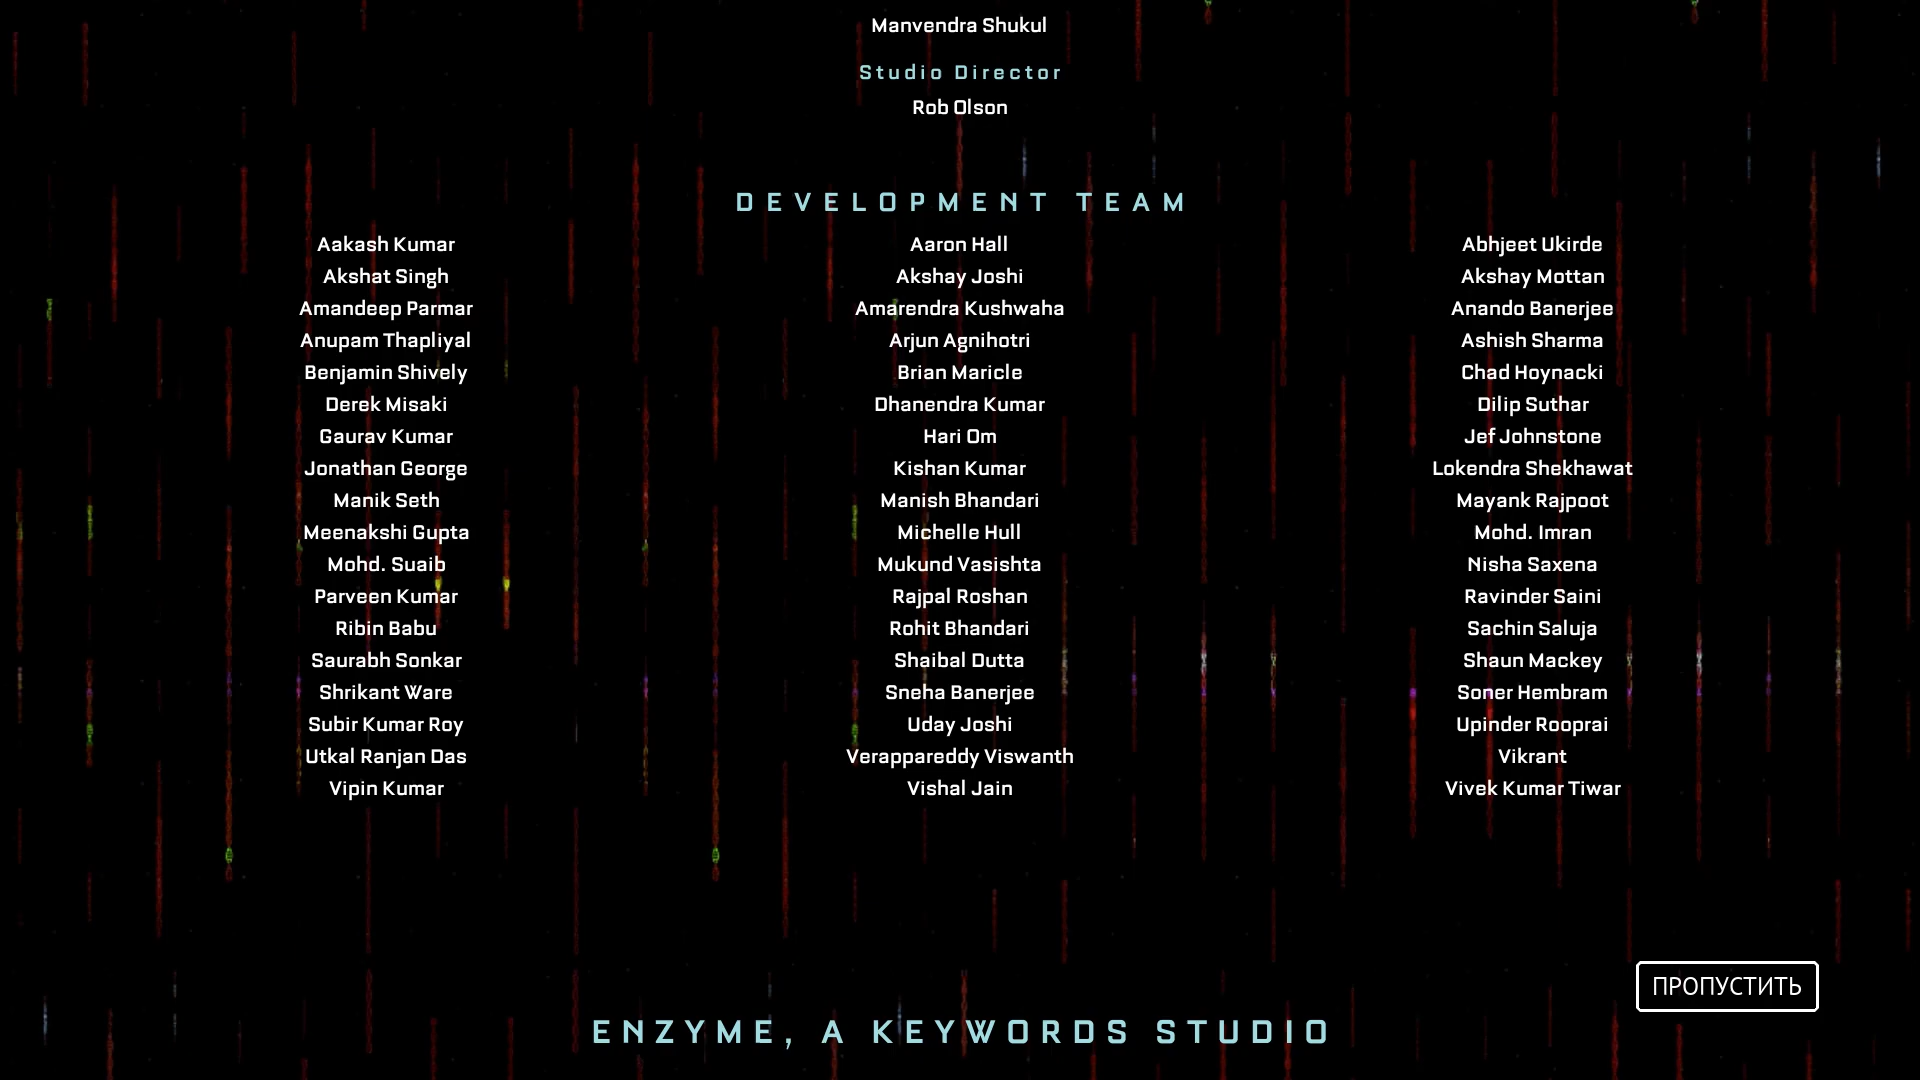 Manvendra Shukul
Studio Director
Rob Olson
DEVELOPMENT TEAM
Aakash Kumar Aaron Hall Abhjeet Ukirde
Akshat Singh Akshay Joshi Akshay Mottan
Amandeep Parmar Amarendra Kushwaha Anando Banerjee
Anupam Thapliyal Arjun Agnihotri Ashish Sharma
Benjamin Shively Brian Maricle Chad Hoynacki
Derek Misaki Dhanendra Kumar Dilip Suthar
Gaurav Kumar Hari Om Jef Johnstone
Jonathan George Kishan Kumar Lokendra Shekhawat
Manik Seth Manish Bhandari Mayank Rajpoot
Meenakshi Gupta Michelle Hull Mohd. Imran
Mohd. Suaib Mukund Vasishta Nisha Saxena
Parveen Kumar Rajpal Roshan Ravinder Saini
Ribin Babu Rohit Bhandari Sachin Saluja
Saurabh Sonkar Shaibal Dutta Shaun Mackey
Shrikant Ware Sneha Banerjee Soner Hembram
Subir Kumar Roy Uday Joshi Upinder Rooprai
Utkal Ranjan Das Verappareddy Viswanth Vikrant
Vipin Kumar Vishal Jain Vivek Kumar Tiwar
ПРОПУСТИТЬ
ENZYME, A KEYWORDS STUDIO